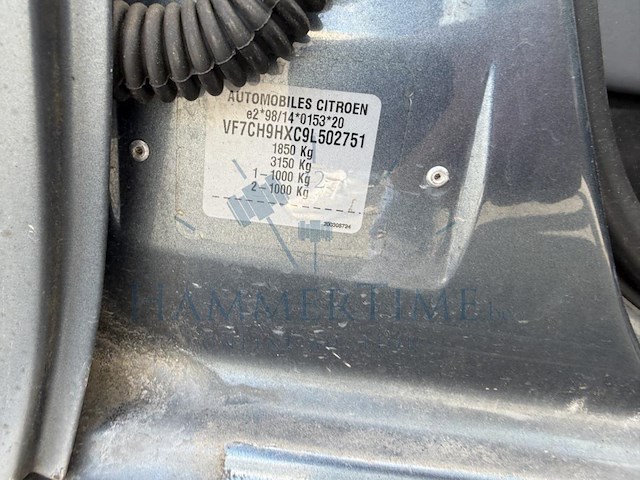 AUTOMOBILES CITROEN
e2*98/14*0153*20
VF7CH9HXC9L502751
1850 Kg
3150 Kg
1-1000 Kg
2-1000 Kg
HAMMERTIME.be